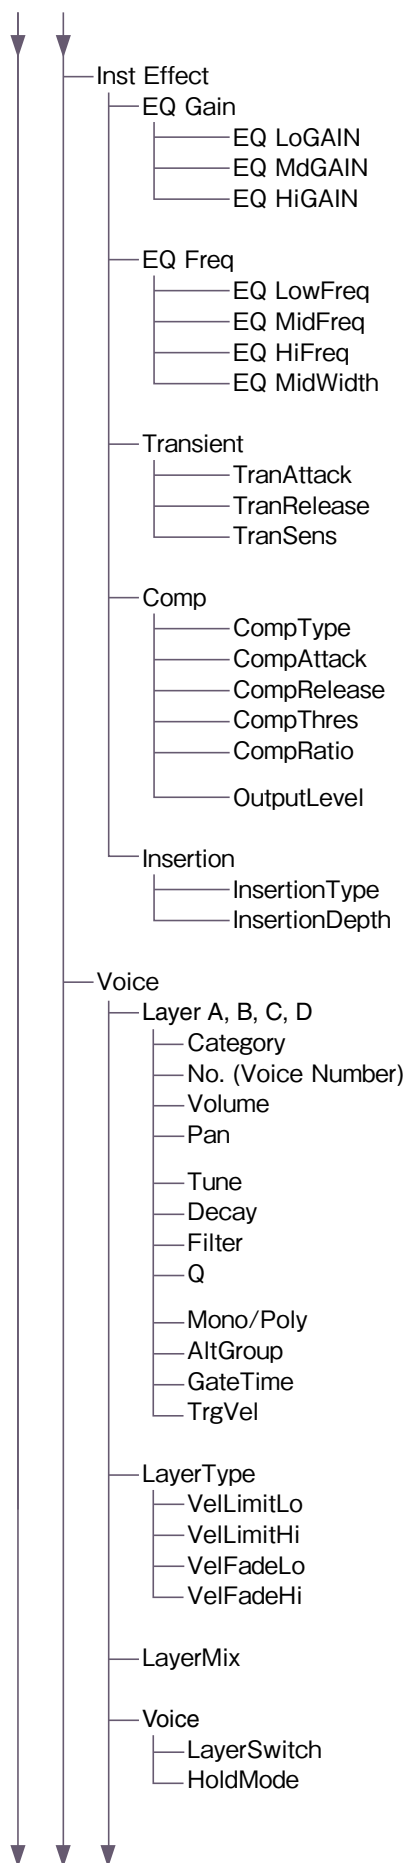 Inst Effect
EQ Gain
EQ LoGAIN
EQ MdGAIN
EQ HiGAIN
EQ Freq
EQ LowFreq
EQ MidFreq
EQ HiFreq
EQ MidWidth
Transient
TranAttack
TranRelease
TranSens
Comp
CompType
CompAttack
CompRelease
CompThres
CompRatio
OutputLevel
Insertion
InsertionType
InsertionDepth
Voice
Layer A, B, C, D
Category
No. (Voice Number)
Volume
Pan
Tune
Decay
Filter
Q
Mono/Poly
AltGroup
GateTime
TrgVel
LayerType
VelLimitLo
VelLimitHi
VelFadeLo
VelFadeHi
LayerMix
Voice
LayerSwitch
HoldMode